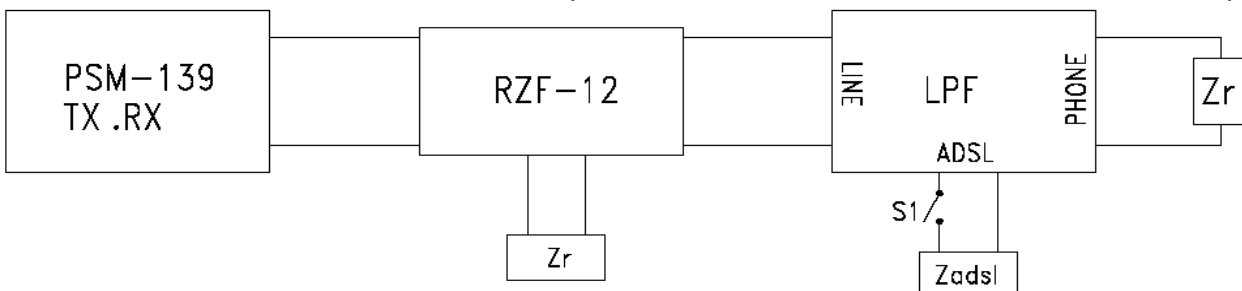 PSM-139
TX .RX
RZF-12
LINE
LPF
PHONE
Zr
ADSL
S1
Zr
Zadsl